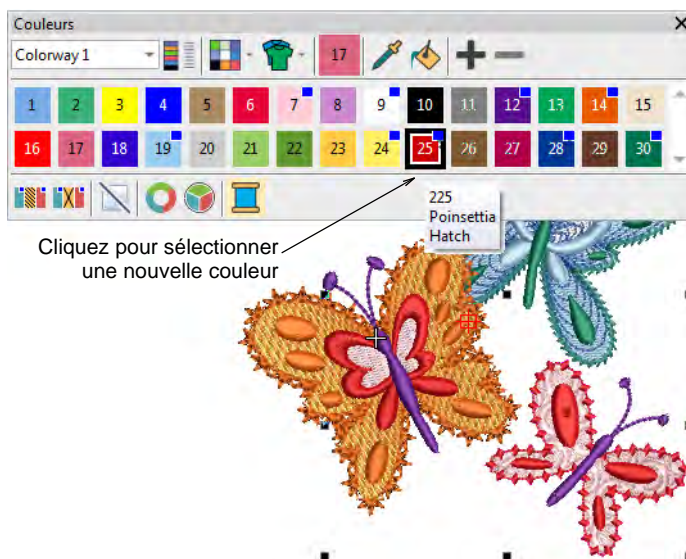 Couleurs
Colorway 1
17
1 2 3 4 5 6 7 8 9 10 11 12 13 14 15
16 17 18 19 20 21 22 23 24 25 26 27 28 29 30
225
Poinsettia
Hatch
Cliquez pour sélectionner
une nouvelle couleur